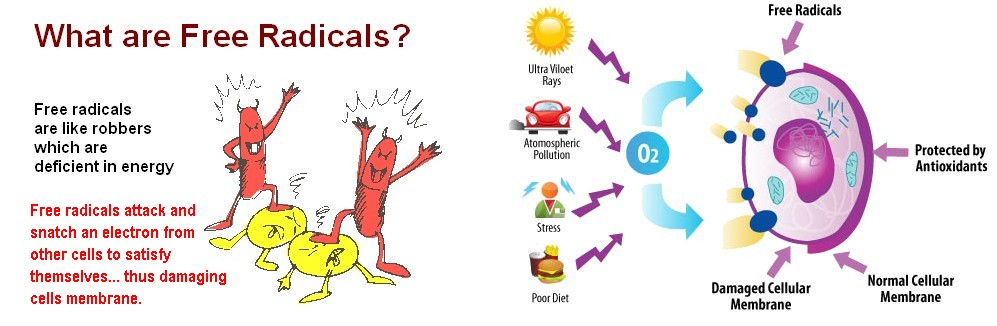 What are Free Radicals?
Free radicals
are like robbers
which are
deficient in energy
Free radicals attack and
snatch an electron from
other cells to satisfy
themselves... thus damaging
cells membrane.
Ultra Viloet
Rays
Atomospheric
Pollution
Stress
Poor Diet
O2
Free Radicals
Protected by
Antioxidants
Normal Cellular
Membrane
Damaged Cellular
Membrane